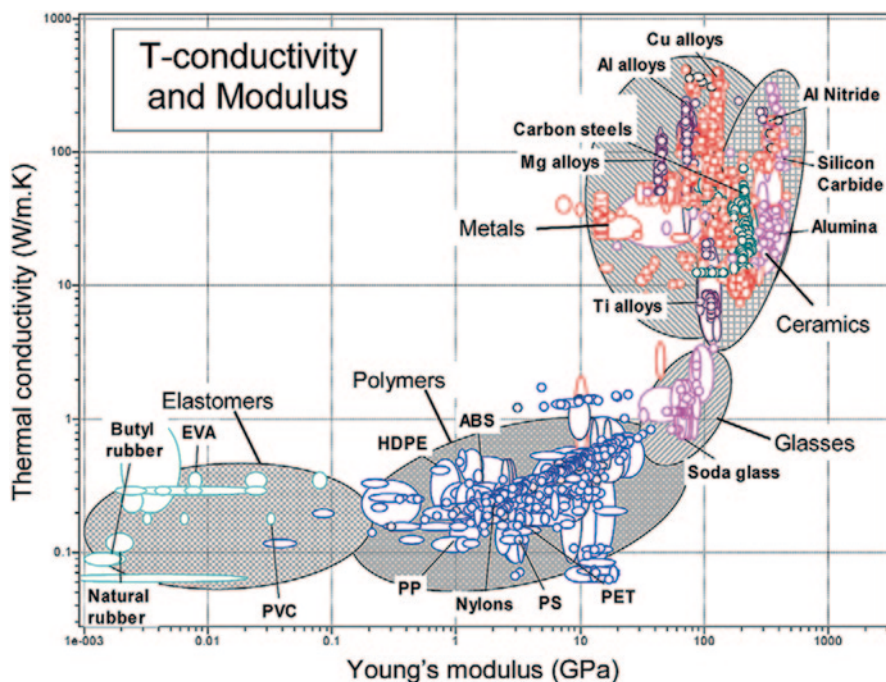 T-conductivity
and Modulus
Thermal conductivity (W/m.K)
1000
100
10
1
0.1
1e-003
0.01
0.1
1
10
100
1000
Young's modulus (GPa)
Cu alloys
Al alloys
Carbon steels
Mg alloys
Metals
Ti alloys
Al Nitride
Silicon
Carbide
Alumina
Ceramics
Glasses
Soda glass
Polymers
ABS
HDPE
Elastomers
Butyl
rubber
EVA
Natural
rubber
PVC
PP
Nylons
PS
PET